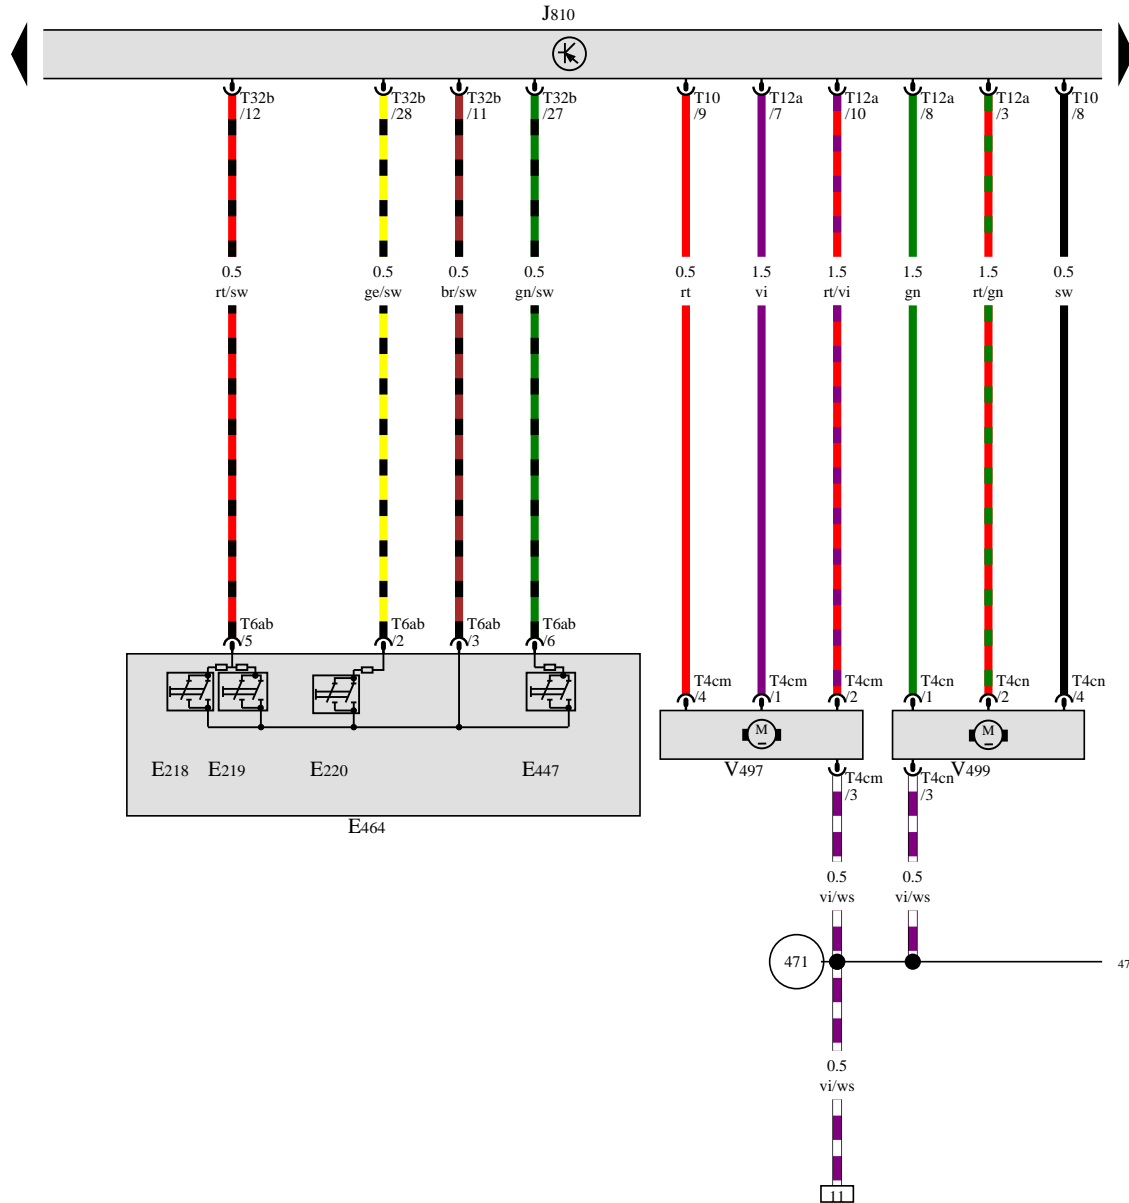 J810
T32b
/12
T32b
/28
T32b
/11
T32b
/27
T10
/9
T12a
/7
T12a
/10
T12a
/8
T12a
/3
T10
/8
0.5
rt/sw
0.5
ge/sw
0.5
br/sw
0.5
gn/sw
0.5
rt
1.5
vi
1.5
rt/vi
1.5
gn
1.5
rt/gn
0.5
sw
T6ab
/5
T6ab
/2
T6ab
/3
T6ab
/6
T4cm
/4
T4cm
/1
T4cm
/2
T4cn
/1
T4cn
/2
T4cn
/4
M
M
E218
E219
E220
E447
E464
V497
V499
T4cm
/3
T4cn
/3
0.5
vi/ws
0.5
vi/ws
471
47
0.5
vi/ws
11